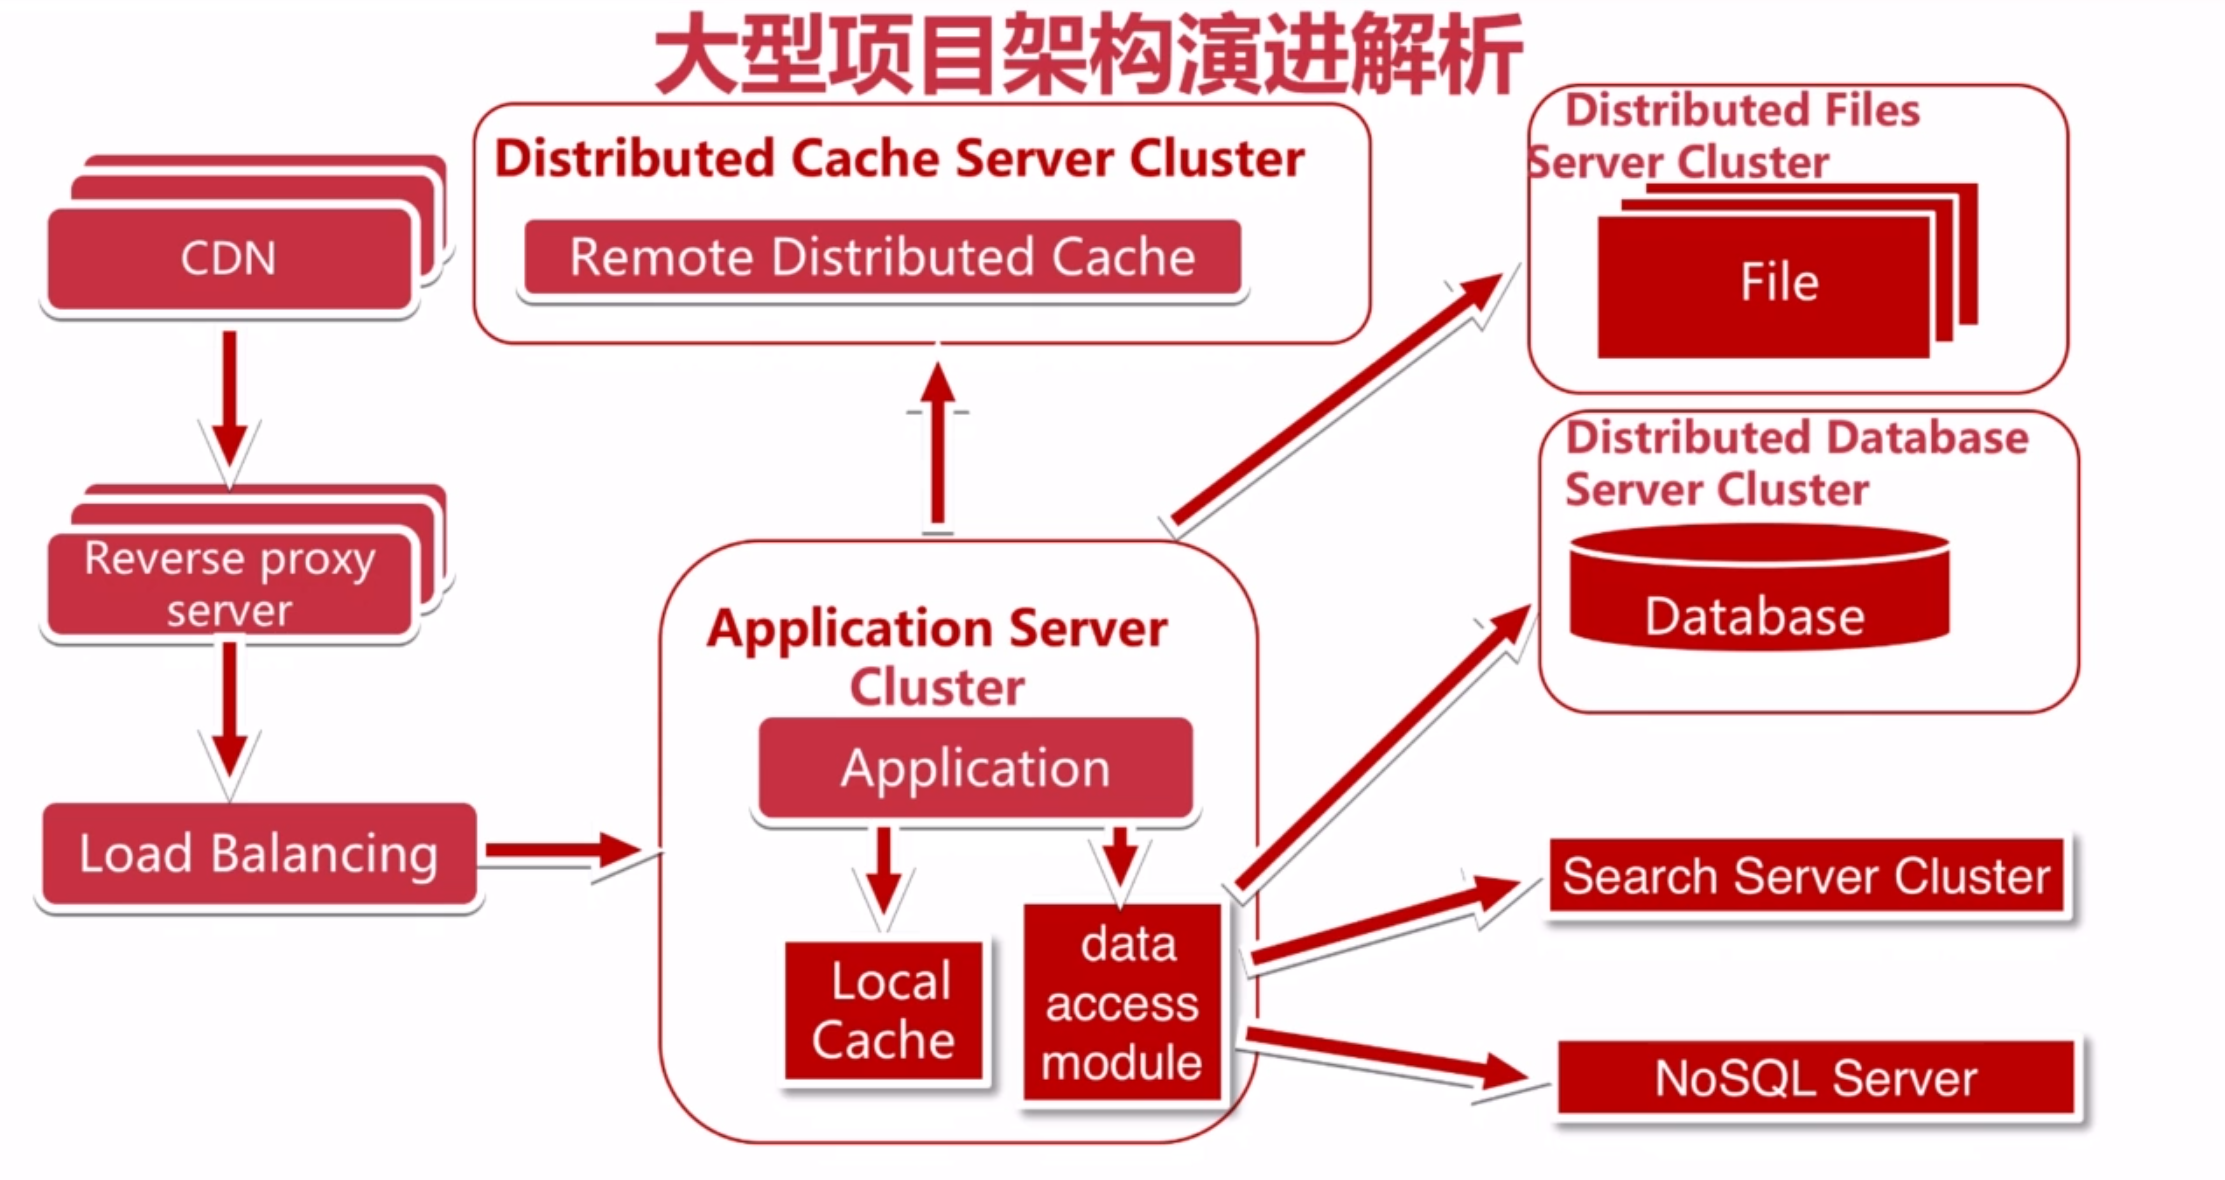 大型项目架构演进解析
CDN
Reverse proxy
server
Load Balancing
Distributed Cache Server Cluster
Remote Distributed Cache
Application Server
Cluster
Application
Local
Cache
data
access
module
Distributed Files
Server Cluster
File
Distributed Database
Server Cluster
Database
Search Server Cluster
NoSQL Server